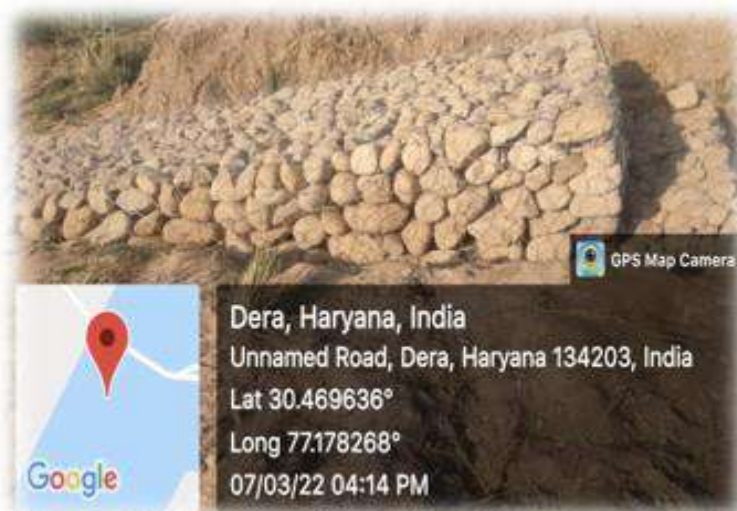 GPS Map Camera
Dera, Haryana, India
Unnamed Road, Dera, Haryana 134203, India
Lat 30.469636°
Long 77.178268°
07/03/22 04:14 PM
Google